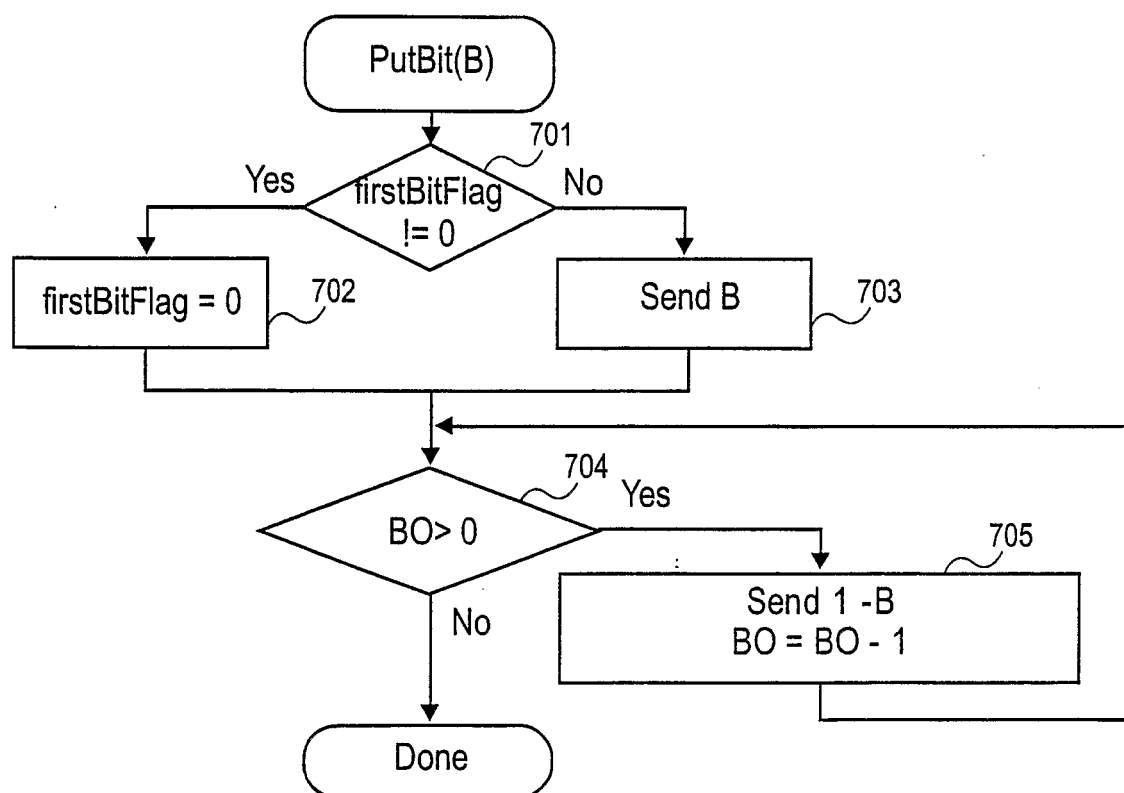 PutBit(B)
701
Yes
No
firstBitFlag
!= 0
firstBitFlag = 0
702
Send B
703
704
Yes
BO> 0
705
Send 1 -B
BO = BO - 1
No
Done